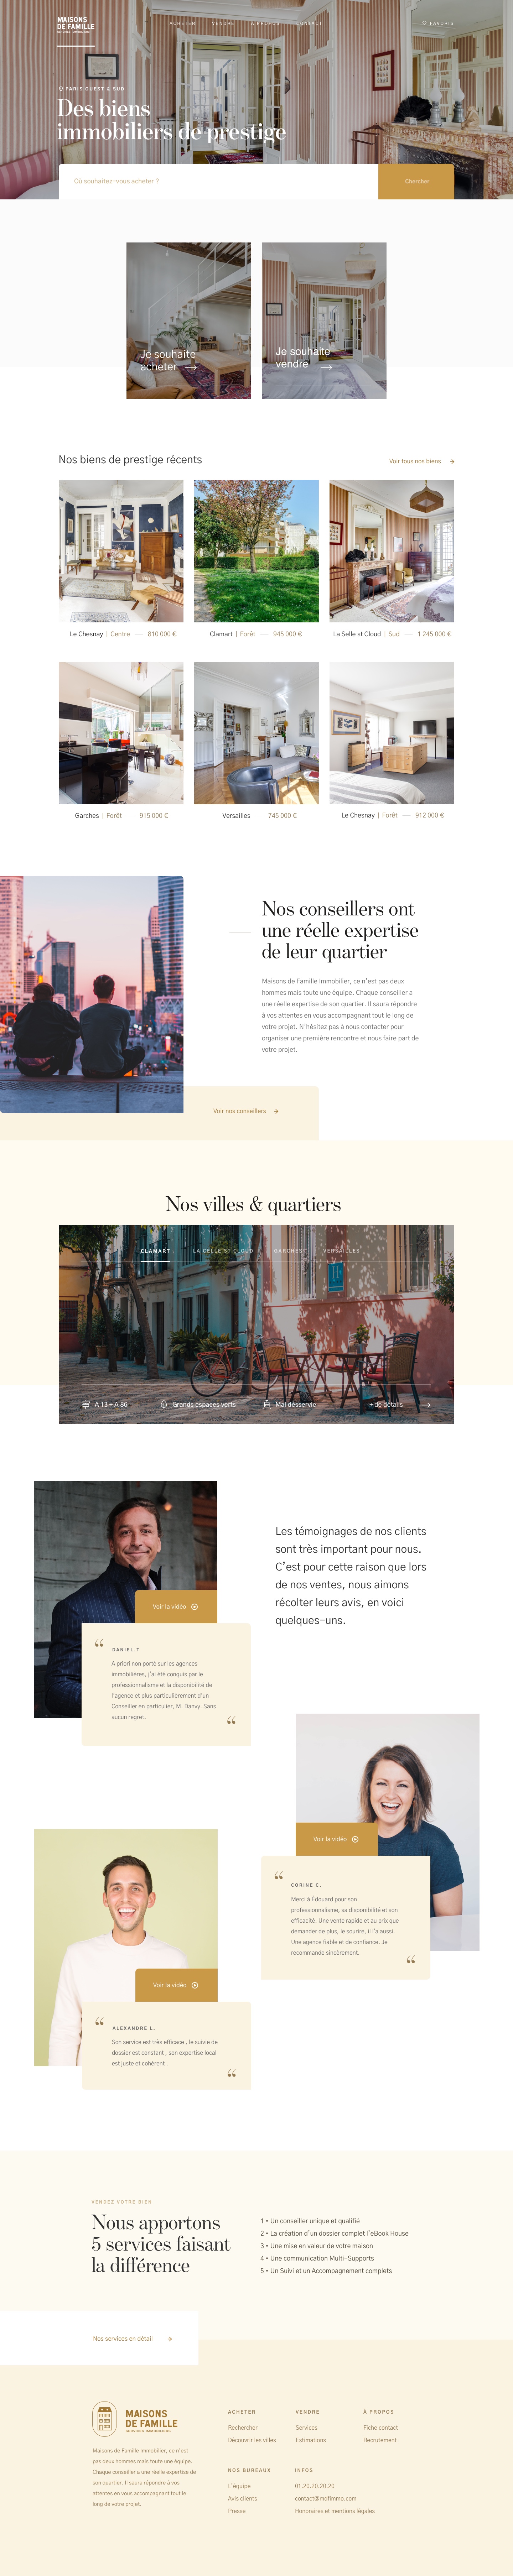 MAISONS
DE FAMILLE
SERVICES IMMOBILIERS
ACHETER
VENDRE
À PROPOS
CONTACT
FAVORIS
PARIS OUEST & SUD
Des biens
immobiliers de prestige
Où souhaitez-vous acheter ?
Chercher
Je souhaite
acheter
Je souhaite
vendre
Nos biens de prestige récents
Voir tous nos biens
Le Chesnay | Centre 810 000 €
Clamart | Forêt 945 000 €
La Selle st Cloud | Sud 1 245 000 €
Garches | Forêt 915 000 €
Versailles 745 000 €
Le Chesnay | Forêt 912 000 €
Nos conseillers ont
une réelle expertise
de leur quartier
Maisons de Famille Immobilier, ce n'est pas deux
hommes mais toute une équipe. Chaque conseiller a
une réelle expertise de son quartier. Il saura répondre
à vos attentes en vous accompagnant tout le long de
votre projet. N'hésitez pas à nous contacter pour
organiser une première rencontre et nous faire part de
votre projet.
Voir nos conseillers
Nos villes & quartiers
CLAMART
LA CELLE ST CLOUD
GARCHES
VERSAILLES
A 13 + A 86
Grands espaces verts
Mal désservie
+ de détails
Les témoignages de nos clients
sont très important pour nous.
C'est pour cette raison que lors
de nos ventes, nous aimons
récolter leurs avis, en voici
quelques-uns.
Voir la vidéo
DANIEL.T
A priori non porté sur les agences
immobilières, j'ai été conquis par le
professionnalisme et la disponibilité de
l'agence et plus particulièrement d'un
Conseiller en particulier, M. Danvy. Sans
aucun regret.
Voir la vidéo
CORINE C.
Merci à Edouard pour son
professionnalisme, sa disponibilité et son
efficacité. Une vente rapide et au prix que
demander de plus, le sourire, il l'a aussi.
Une agence fiable et de confiance. Je
recommande sincèrement.
Voir la vidéo
ALEXANDRE L.
Son service est très efficace , le suivie de
dossier est constant , son expertise local
est juste et cohérent .
VENDEZ VOTRE BIEN
Nous apportons
5 services faisant
la différence
1 • Un conseiller unique et qualifié
2 • La création d'un dossier complet l'eBook House
3 • Une mise en valeur de votre maison
4 • Une communication Multi-Supports
5 • Un Suivi et un Accompagnement complets
Nos services en détail
MAISONS
DE FAMILLE
SERVICES IMMOBILIERS
Maisons de Famille Immobilier, ce n'est
pas deux hommes mais toute une équipe.
Chaque conseiller a une réelle expertise de
son quartier. Il saura répondre à vos
attentes en vous accompagnant tout le
long de votre projet.
ACHETER
Rechercher
Découvrir les villes
VENDRE
Services
Estimations
À PROPOS
Fiche contact
Recrutement
NOS BUREAUX
L'équipe
Avis clients
Presse
INFOS
01.20.20.20.20
contact@mdfimmo.com
Honoraires et mentions légales